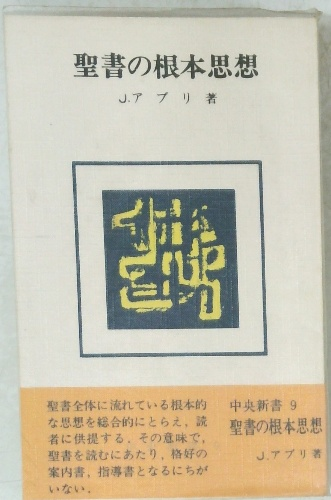 聖書の根本思想
J.アブリ 著
聖書全体に流れている根本的
な思想を総合的にとらえ，読
者に供提する．その意味で，
聖書を読むにあたり，格好の
案内書，指導書となるにちが
いない．
中央新書 9
聖書の根本思想
J.アブリ 著